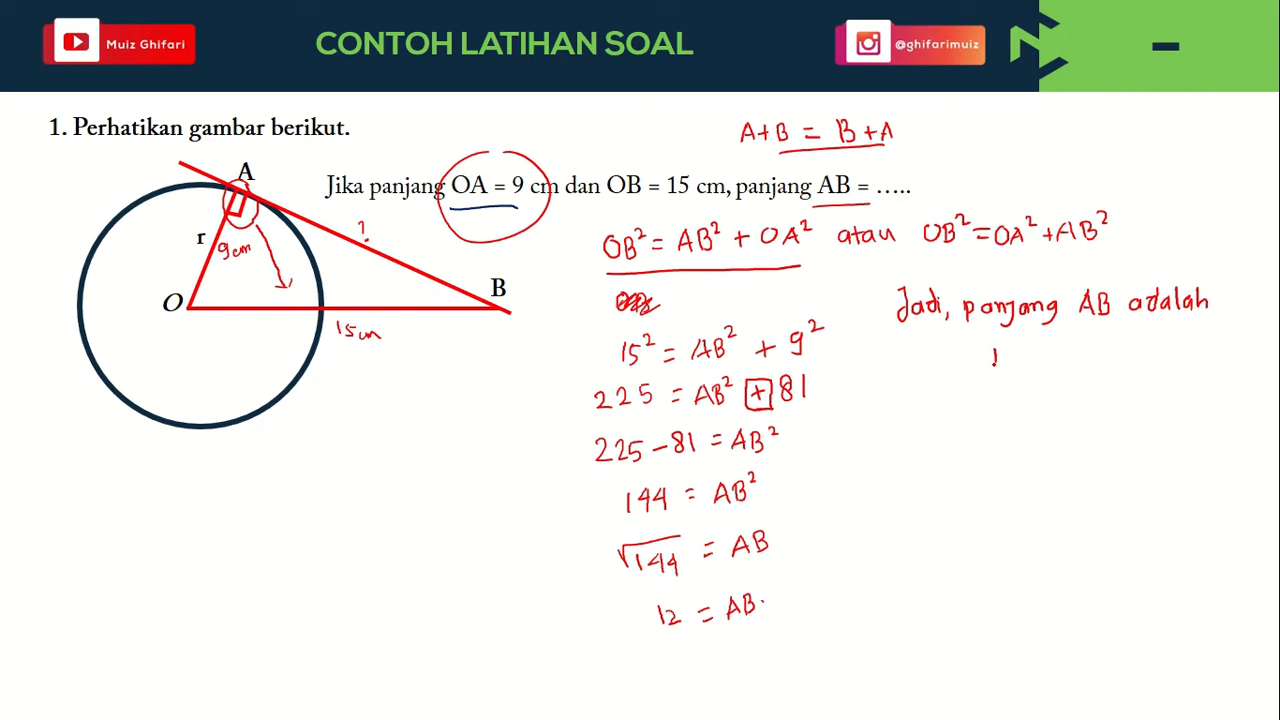 Muiz Ghifari
CONTOH LATIHAN SOAL
@ghifarimuiz
1. Perhatikan gambar berikut.
A+B = B+A
A
Jika panjang OA = 9 cm dan OB = 15 cm, panjang AB = …..
r
9cm
?
O
B
15cm
OB² = AB² + OA² atau OB² = OA² + AB²
Jadi, panjang AB adalah
15² = AB² + 9²
225 = AB² + 81
225 - 81 = AB²
144 = AB²
√144 = AB
12 = AB.